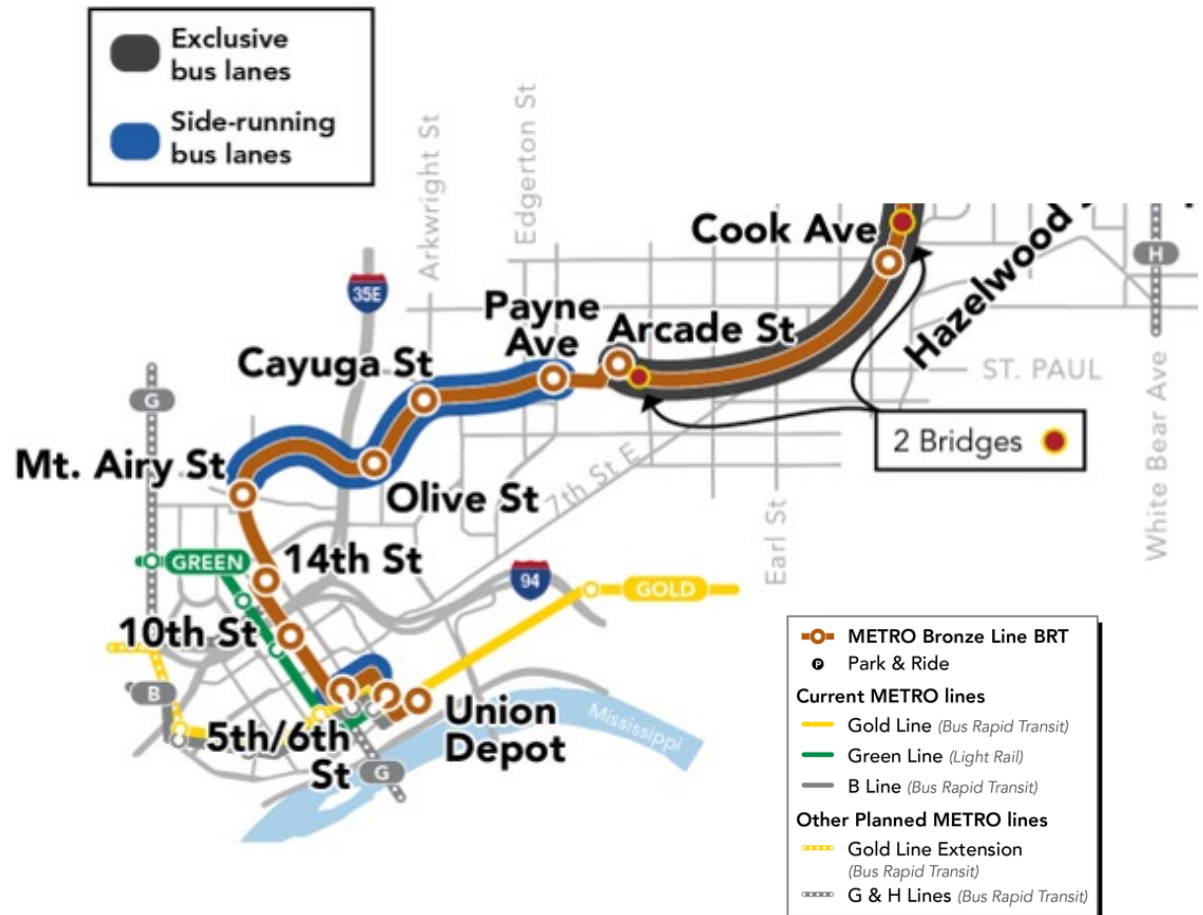 Exclusive
bus lanes
Side-running
bus lanes
Arkwright St
Edgerton St
Cook Ave
Hazelwood
H
35E
Payne
Ave
Arcade St
Cayuga St
ST. PAUL
G
2 Bridges
Mt. Airy St
Olive St
7th St E
Earl St
White Bear Ave
GREEN
14th St
94
GOLD
10th St
B
5th/6th
St
Union
Depot
Mississippi
G
METRO Bronze Line BRT
P Park & Ride
Current METRO lines
Gold Line (Bus Rapid Transit)
Green Line (Light Rail)
B Line (Bus Rapid Transit)
Other Planned METRO lines
Gold Line Extension
(Bus Rapid Transit)
G & H Lines (Bus Rapid Transit)